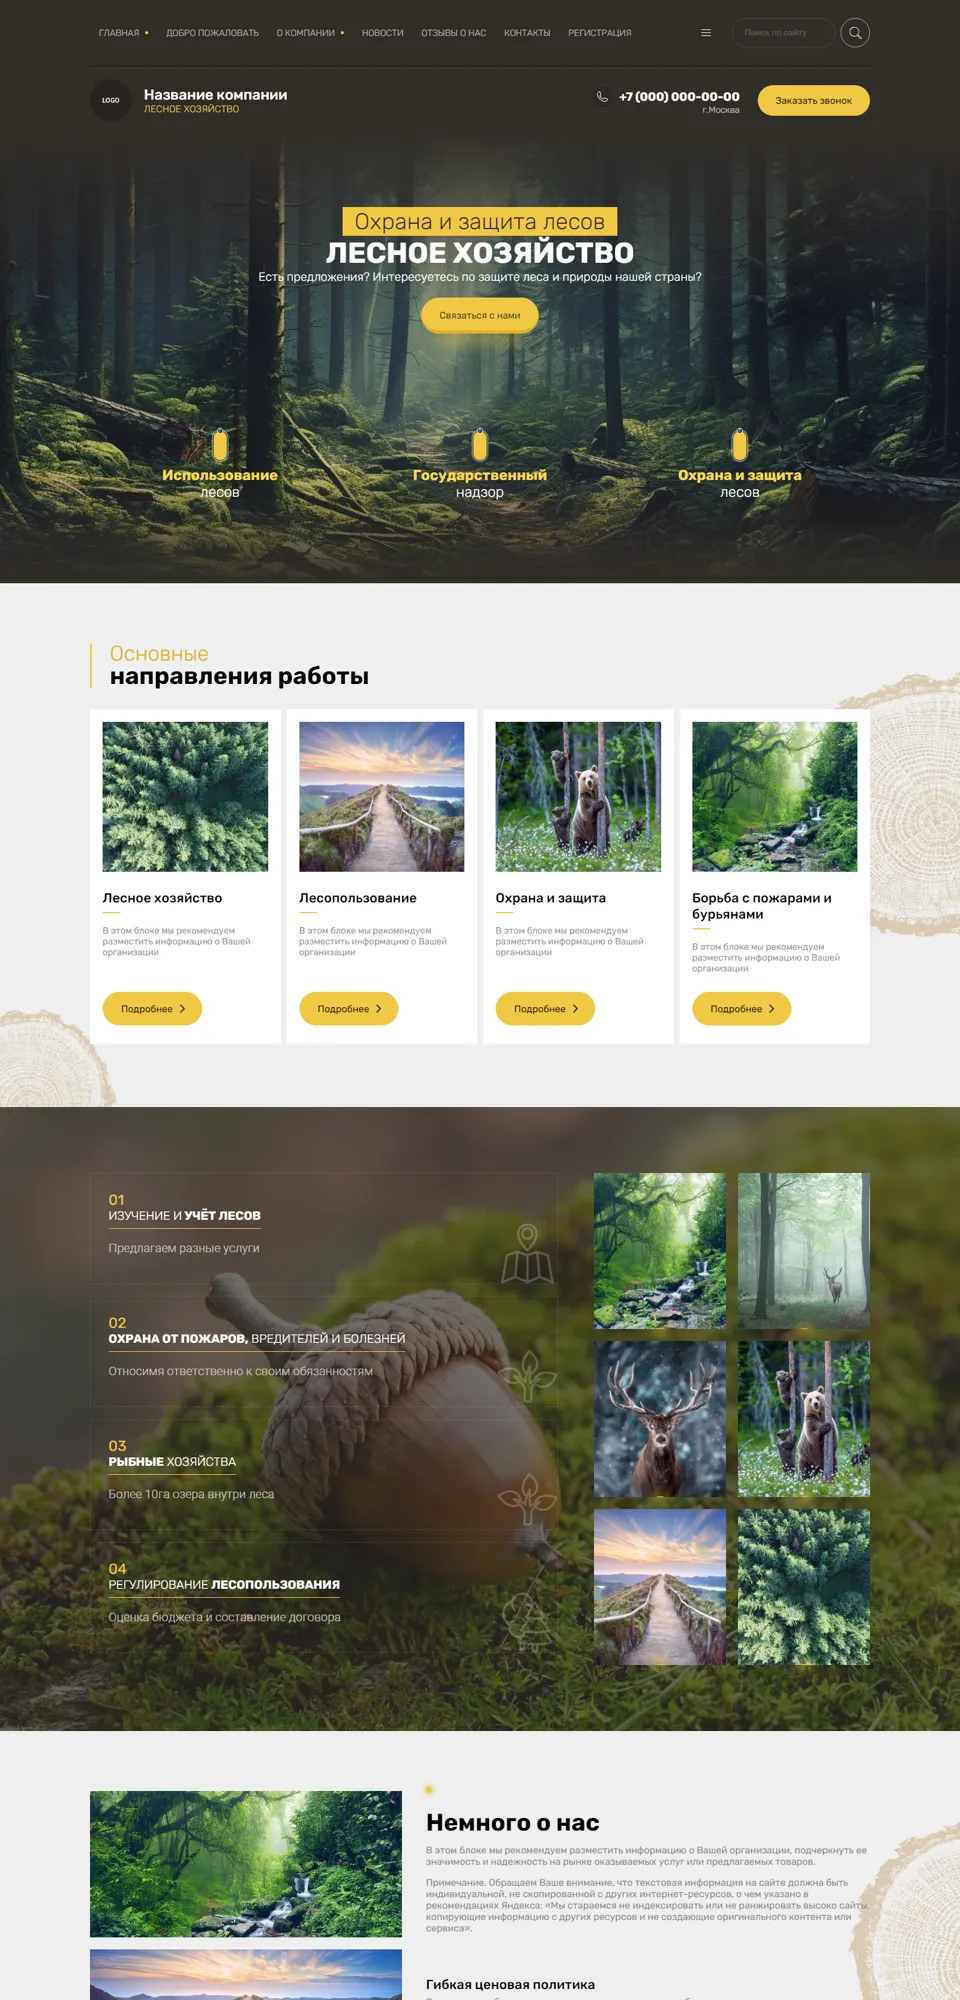 ГЛАВНАЯ ДОБРО ПОЖАЛОВАТЬ О КОМПАНИИ НОВОСТИ ОТЗЫВЫ О НАС КОНТАКТЫ РЕГИСТРАЦИЯ Поиск по сайту
LOGO
Название компании
ЛЕСНОЕ ХОЗЯЙСТВО
+7 (000) 000-00-00
г.Москва
Заказать звонок
Охрана и защита лесов
ЛЕСНОЕ ХОЗЯЙСТВО
Есть предложения? Интересуетесь по защите леса и природы нашей страны?
Связаться с нами
Использование
лесов
Государственный
надзор
Охрана и защита
лесов
Основные
направления работы
Лесное хозяйство
В этом блоке мы рекомендуем
разместить информацию о Вашей
организации
Подробнее
Лесопользование
В этом блоке мы рекомендуем
разместить информацию о Вашей
организации
Подробнее
Охрана и защита
В этом блоке мы рекомендуем
разместить информацию о Вашей
организации
Подробнее
Борьба с пожарами и
бурьянами
В этом блоке мы рекомендуем
разместить информацию о Вашей
организации
Подробнее
01
ИЗУЧЕНИЕ И УЧЁТ ЛЕСОВ
Предлагаем разные услуги
02
ОХРАНА ОТ ПОЖАРОВ, ВРЕДИТЕЛЕЙ И БОЛЕЗНЕЙ
Относимя ответственно к своим обязанностям
03
РЫБНЫЕ ХОЗЯЙСТВА
Более 10га озера внутри леса
04
РЕГУЛИРОВАНИЕ ЛЕСОПОЛЬЗОВАНИЯ
Оценка бюджета и составление договора
Немного о нас
В этом блоке мы рекомендуем разместить информацию о Вашей организации, подчеркнуть ее
значимость и надежность на рынке оказываемых услуг или предлагаемых товаров.
Примечание. Обращаем Ваше внимание, что текстовая информация на сайте должна быть
индивидуальной, не скопированной с других интернет-ресурсов, о чем указано в
рекомендациях Яндекса: «Мы стараемся не индексировать или не ранжировать высоко сайты,
копирующие информацию с других ресурсов и не создающие оригинального контента или
сервиса».
Гибкая ценовая политика